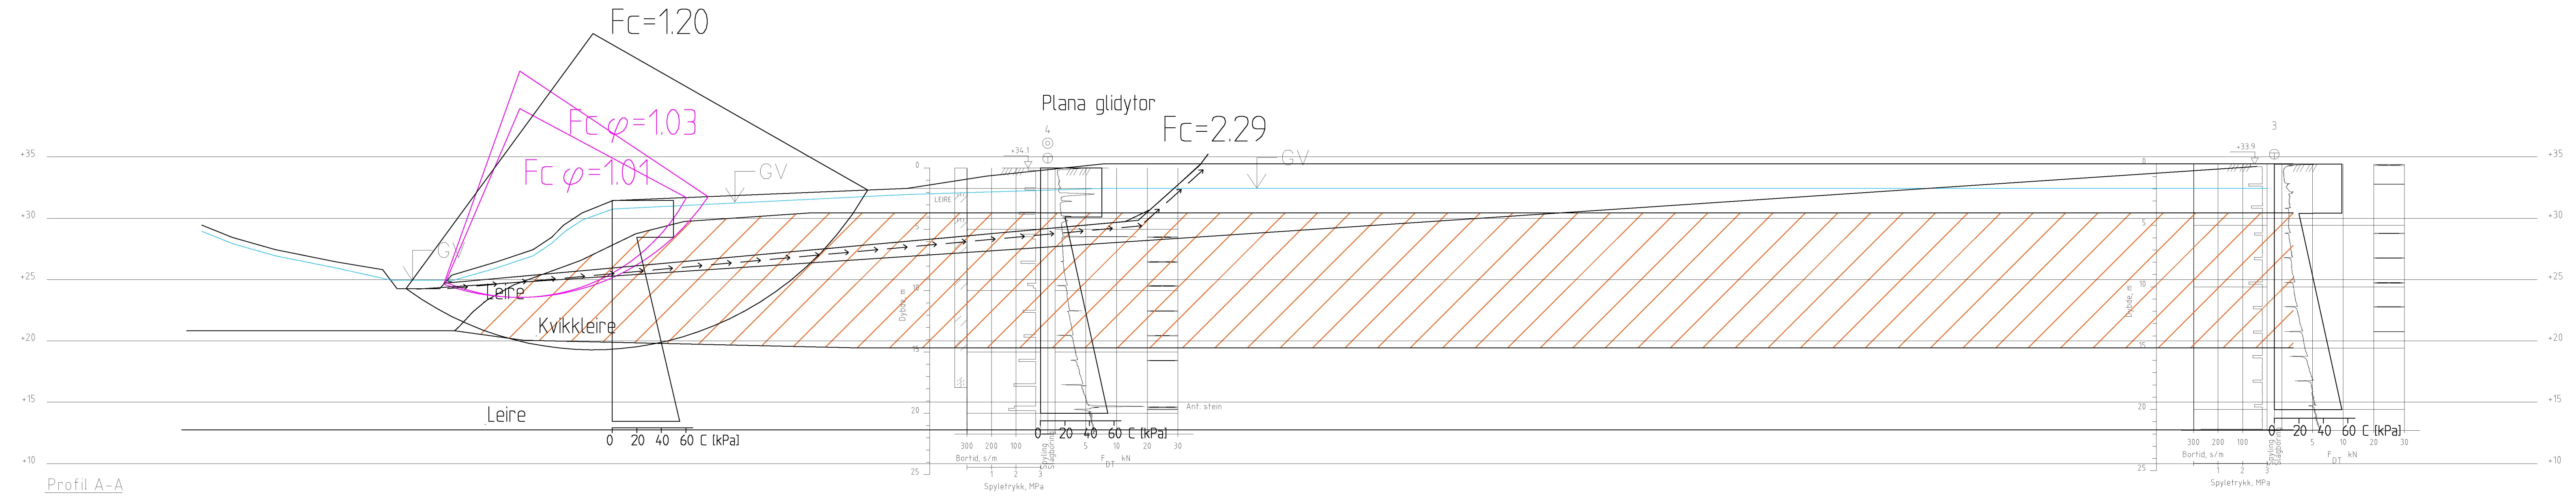 Fc=1.20
Plana glidytor
Fc φ=1.03
Fc=2.29
4
3
Fc φ=1.01
GV
GV
GV
+35
+34.1
+33.9
+35
+30
+30
+25
+25
+20
+20
+15
+15
+10
+10
LEIRE
0
5
10
15
20
25
Dybde, m
0
5
10
15
20
25
Dybde, m
Leire
Kvikkleire
Leire
Ant. stein
0 20 40 60 C [kPa]
0 20 40 60 C [kPa]
0 20 40 60 C [kPa]
300 200 100
5 10 20 30
300 200 100
5 10 20 30
Bortid, s/m
Spyling
Slagboring
F DT kN
1 2 3
Spyletrykk, MPa
Bortid, s/m
Spyling
Slagboring
F DT kN
1 2 3
Spyletrykk, MPa
Profil A-A